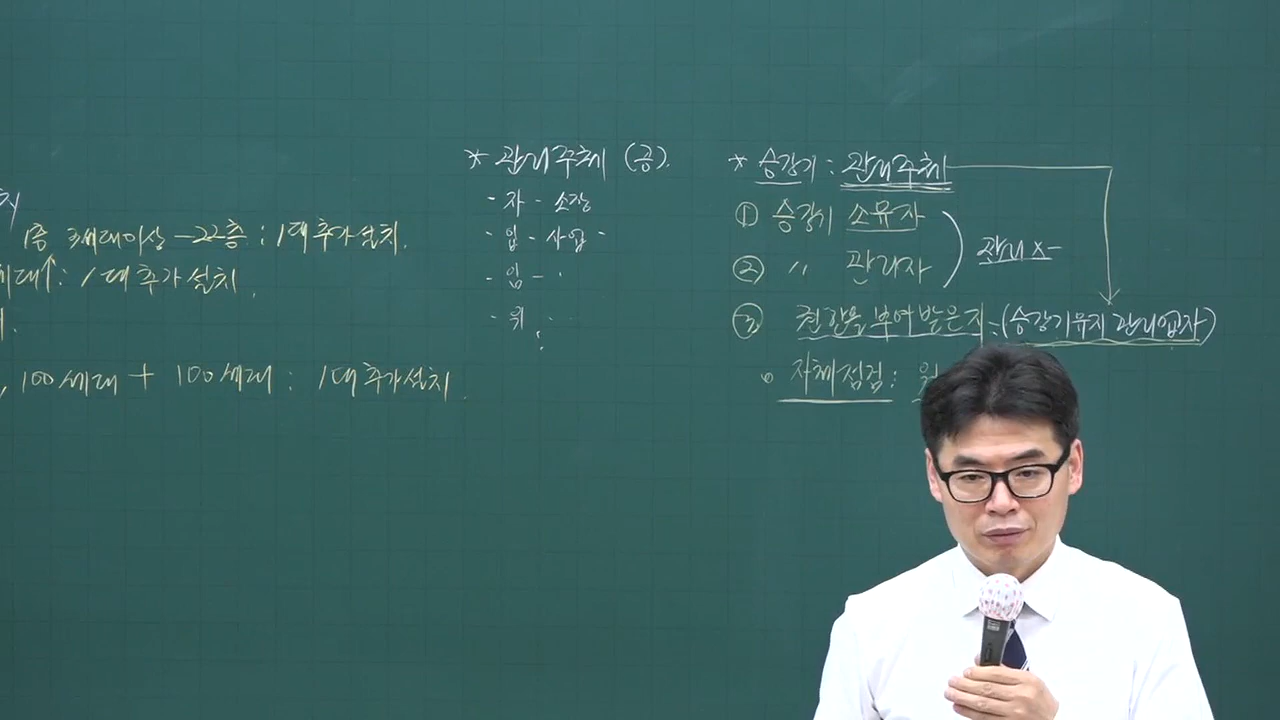 1층 3세대이상 - 22층 : 1대 추가설치.
세대↑ : 1대 추가설치.
, 100세대 + 100세대 : 1대 추가설치.
* 관리주체 (공).
- 자 - 소장
- 입 - 사업 -
- 임 -
- 위
* 승강기 : 관리주체
① 승강기 소유자
② 〃 관리자
관리 X -
③ 권한을 부여받은자 : (승강기유지관리업자)
• 자체점검 : 월